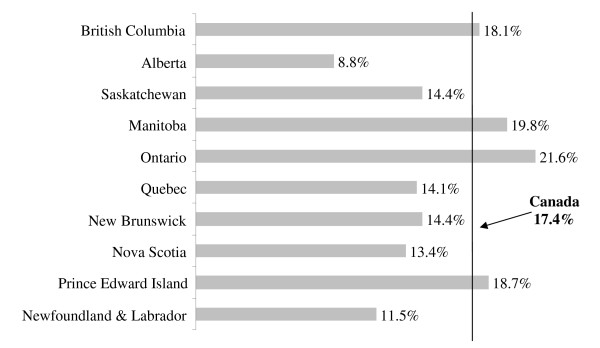 British Columbia 18.1%
Alberta 8.8%
Saskatchewan 14.4%
Manitoba 19.8%
Ontario 21.6%
Quebec 14.1%
Canada
17.4%
New Brunswick 14.4%
Nova Scotia 13.4%
Prince Edward Island 18.7%
Newfoundland & Labrador 11.5%